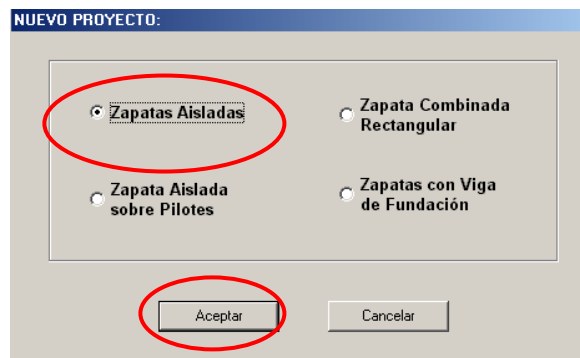 NUEVO PROYECTO:
Zapatas Aisladas
Zapata Combinada
Rectangular
Zapata Aislada
sobre Pilotes
Zapatas con Viga
de Fundación
Aceptar
Cancelar